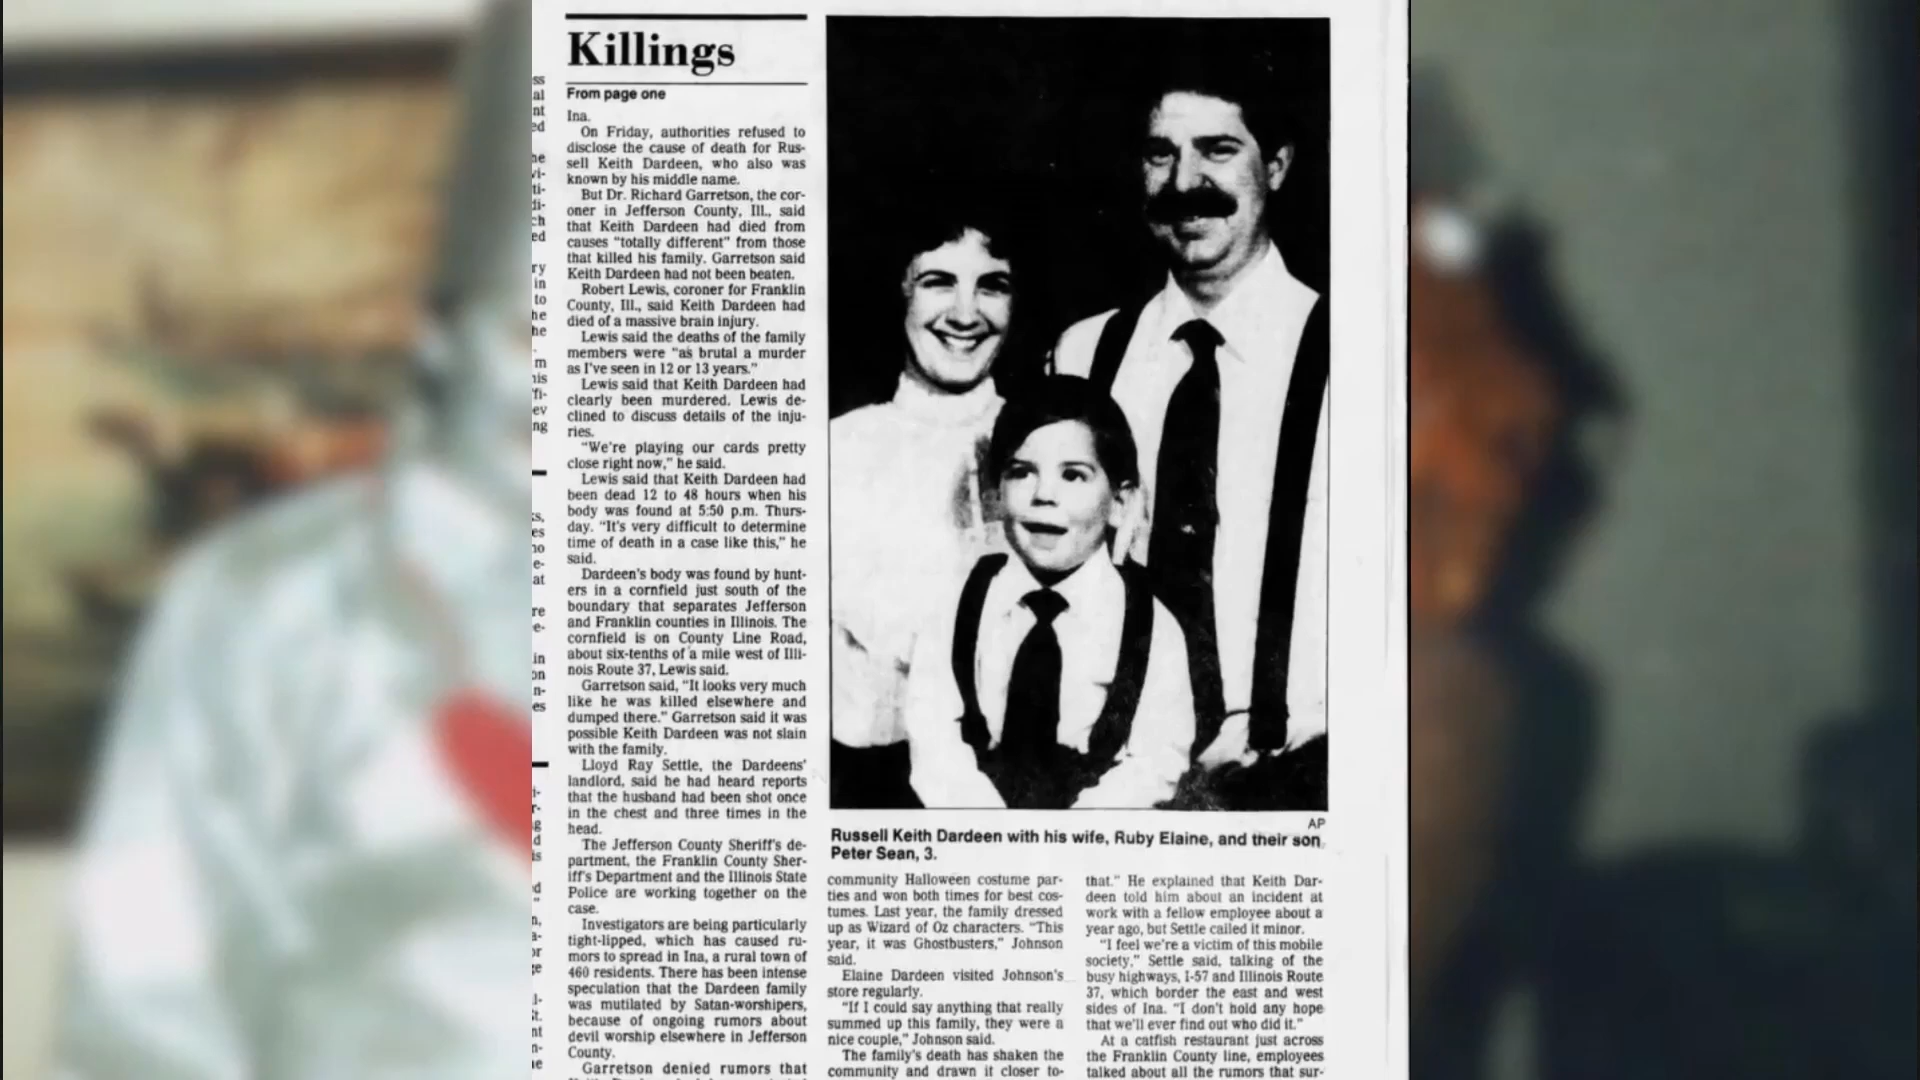 Killings
From page one
Ina.
On Friday, authorities refused to
disclose the cause of death for Rus-
sell Keith Dardeen, who also was
known by his middle name.
But Dr. Richard Garretson, the cor-
oner in Jefferson County, Ill., said
that Keith Dardeen had died from
causes "totally different" from those
that killed his family. Garretson said
Keith Dardeen had not been beaten.
Robert Lewis, coroner for Franklin
County, Ill., said Keith Dardeen had
died of a massive brain injury.
Lewis said the deaths of the family
members were "as brutal a murder
as I've seen in 12 or 13 years."
Lewis said that Keith Dardeen had
clearly been murdered. Lewis de-
clined to discuss details of the inju-
ries.
"We're playing our cards pretty
close right now," he said.
Lewis said that Keith Dardeen had
been dead 12 to 48 hours when his
body was found at 5:50 p.m. Thurs-
day. "It's very difficult to determine
time of death in a case like this," he
said.
Dardeen's body was found by hunt-
ers in a cornfield just south of the
boundary that separates Jefferson
and Franklin counties in Illinois. The
cornfield is on County Line Road,
about six-tenths of a mile west of Illi-
nois Route 37, Lewis said.
Garretson said, "It looks very much
like he was killed elsewhere and
dumped there." Garretson said it was
possible Keith Dardeen was not slain
with the family.
Lloyd Ray Settle, the Dardeens'
landlord, said he had heard reports
that the husband had been shot once
in the chest and three times in the
head.
The Jefferson County Sheriff's de-
partment, the Franklin County Sher-
iff's Department and the Illinois State
Police are working together on the
case.
Investigators are being particularly
tight-lipped, which has caused ru-
mors to spread in Ina, a rural town of
460 residents. There has been intense
speculation that the Dardeen family
was mutilated by Satan-worshipers,
because of ongoing rumors about
devil worship elsewhere in Jefferson
County.
Garretson denied rumors that
AP
Russell Keith Dardeen with his wife, Ruby Elaine, and their son,
Peter Sean, 3.
community Halloween costume par-
ties and won both times for best cos-
tumes. Last year, the family dressed
up as Wizard of Oz characters. "This
year, it was Ghostbusters," Johnson
said.
Elaine Dardeen visited Johnson's
store regularly.
"If I could say anything that really
summed up this family, they were a
nice couple," Johnson said.
The family's death has shaken the
community and drawn it closer to-
that." He explained that Keith Dar-
deen told him about an incident at
work with a fellow employee about a
year ago, but Settle called it minor.
"I feel we're a victim of this mobile
society," Settle said, talking of the
busy highways, I-57 and Illinois Route
37, which border the east and west
sides of Ina. "I don't hold any hope
that we'll ever find out who did it."
At a catfish restaurant just across
the Franklin County line, employees
talked about all the rumors that sur-